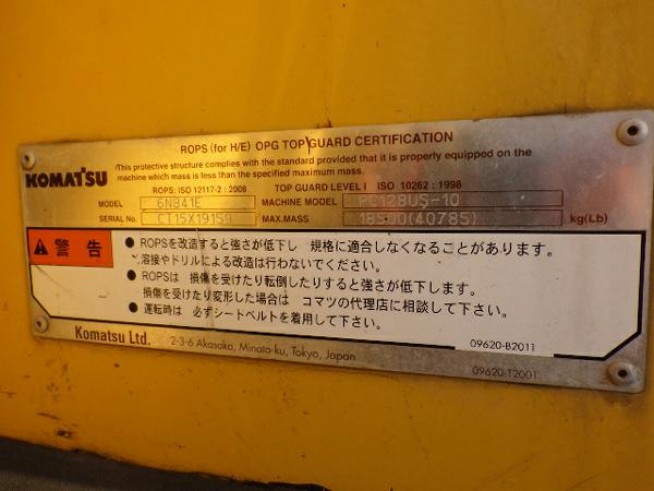 ROPS (for H/E) OPG TOP GUARD CERTIFICATION
KOMATSU
This protective structure complies with the standard provided that it is properly equipped on the
machine which mass is less than the specified maximum mass.
ROPS: ISO 12117-2 : 2008 TOP GUARD LEVEL I ISO 10262 : 1998
MODEL 6NB41E MACHINE MODEL PC128US-10
SERIAL No. CT15X19159 MAX.MASS 18500(40785) kg(Lb)
警告
● ROPSを改造すると強さが低下し 規格に適合しなくなることがあります。
溶接やドリルによる改造は行わないでください。
● ROPSは 損傷を受けたり転倒したりすると強さが低下します。
損傷を受けたり変形した場合は コマツの代理店に相談して下さい。
● 運転時は 必ずシートベルトを着用して下さい。
09620-B2011
Komatsu Ltd. 2-3-6 Akasaka, Minato-ku, Tokyo, Japan
09620-T2001